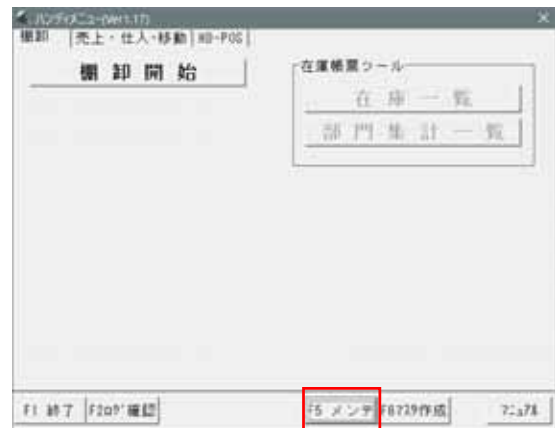 ハンディメニュー(Ver1.17)
棚卸 売上・仕入・移動 HD-POS
棚卸開始
在庫帳票ツール
在庫一覧
部門集計一覧
F1 終了 F2ログ確認 F5 メンテ F8マスタ作成 マニュアル